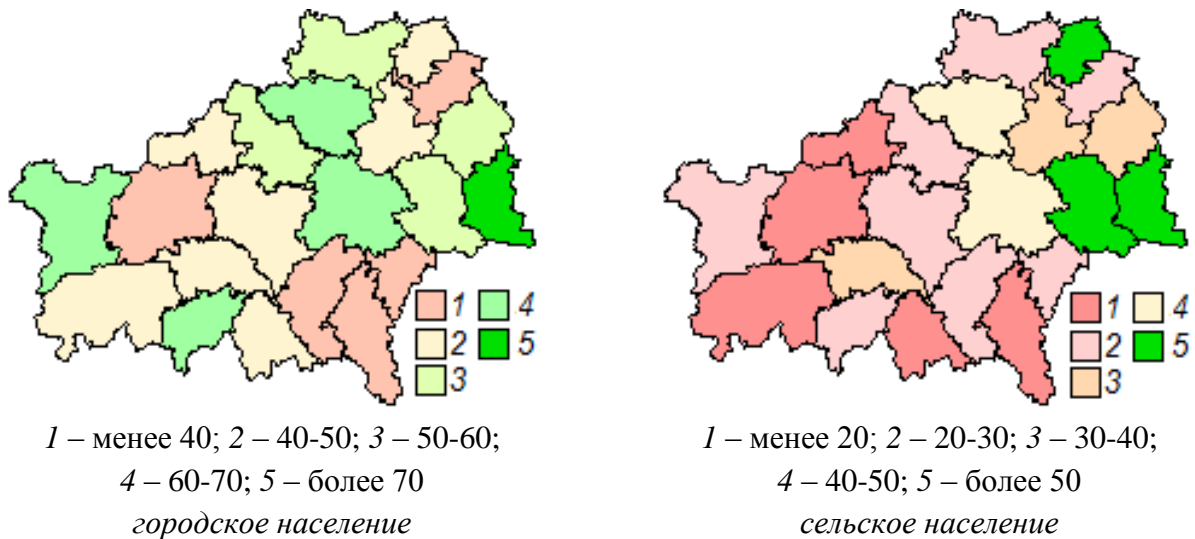 1 4
2 5
3
1 – менее 40; 2 – 40-50; 3 – 50-60;
4 – 60-70; 5 – более 70
городское население
1 4
2 5
3
1 – менее 20; 2 – 20-30; 3 – 30-40;
4 – 40-50; 5 – более 50
сельское население